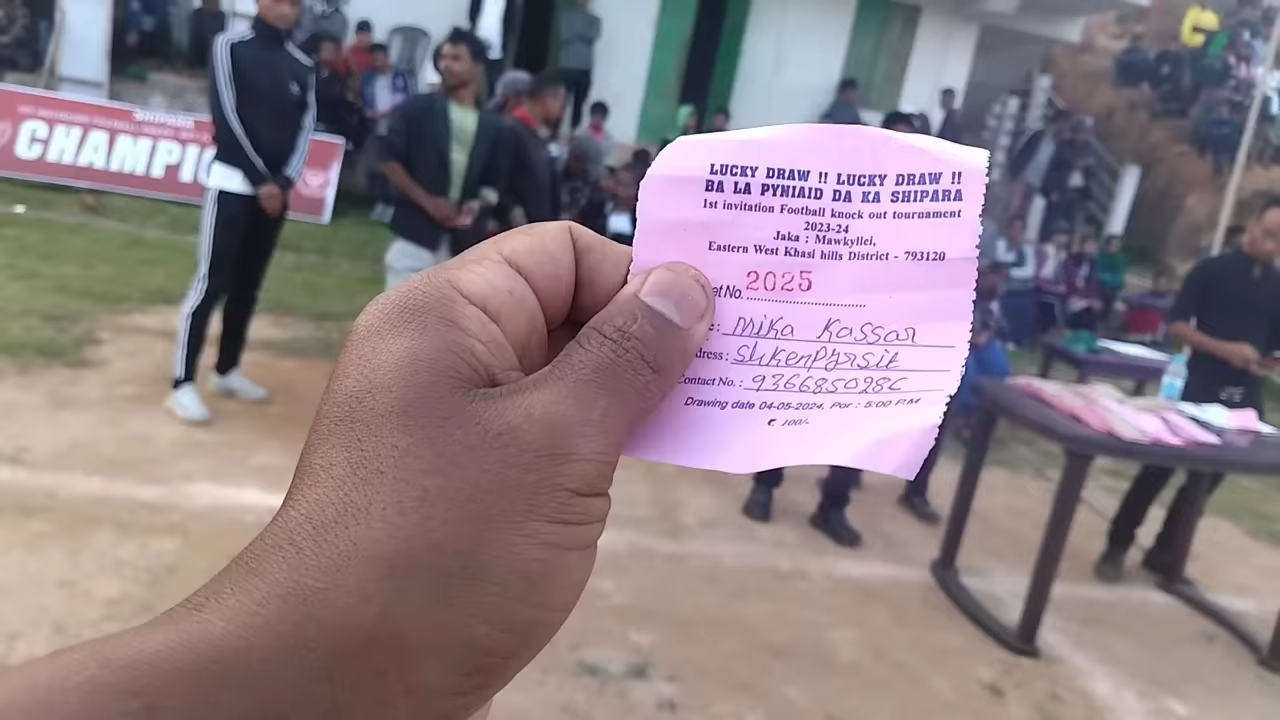 SHIPARA
CHAMPIO
LUCKY DRAW !! LUCKY DRAW !!
BA LA PYNIAID DA KA SHIPARA
1st invitation Football knock out tournament
2023-24
Jaka : Mawkyllei,
Eastern West Khasi hills District - 793120
et No. 2025
e: Mika Kassar
dress: Slikenpyrsit
Contact No. : 936685028C
Drawing date 04-05-2024, Por : 5:00 P.M
₹ 100/-